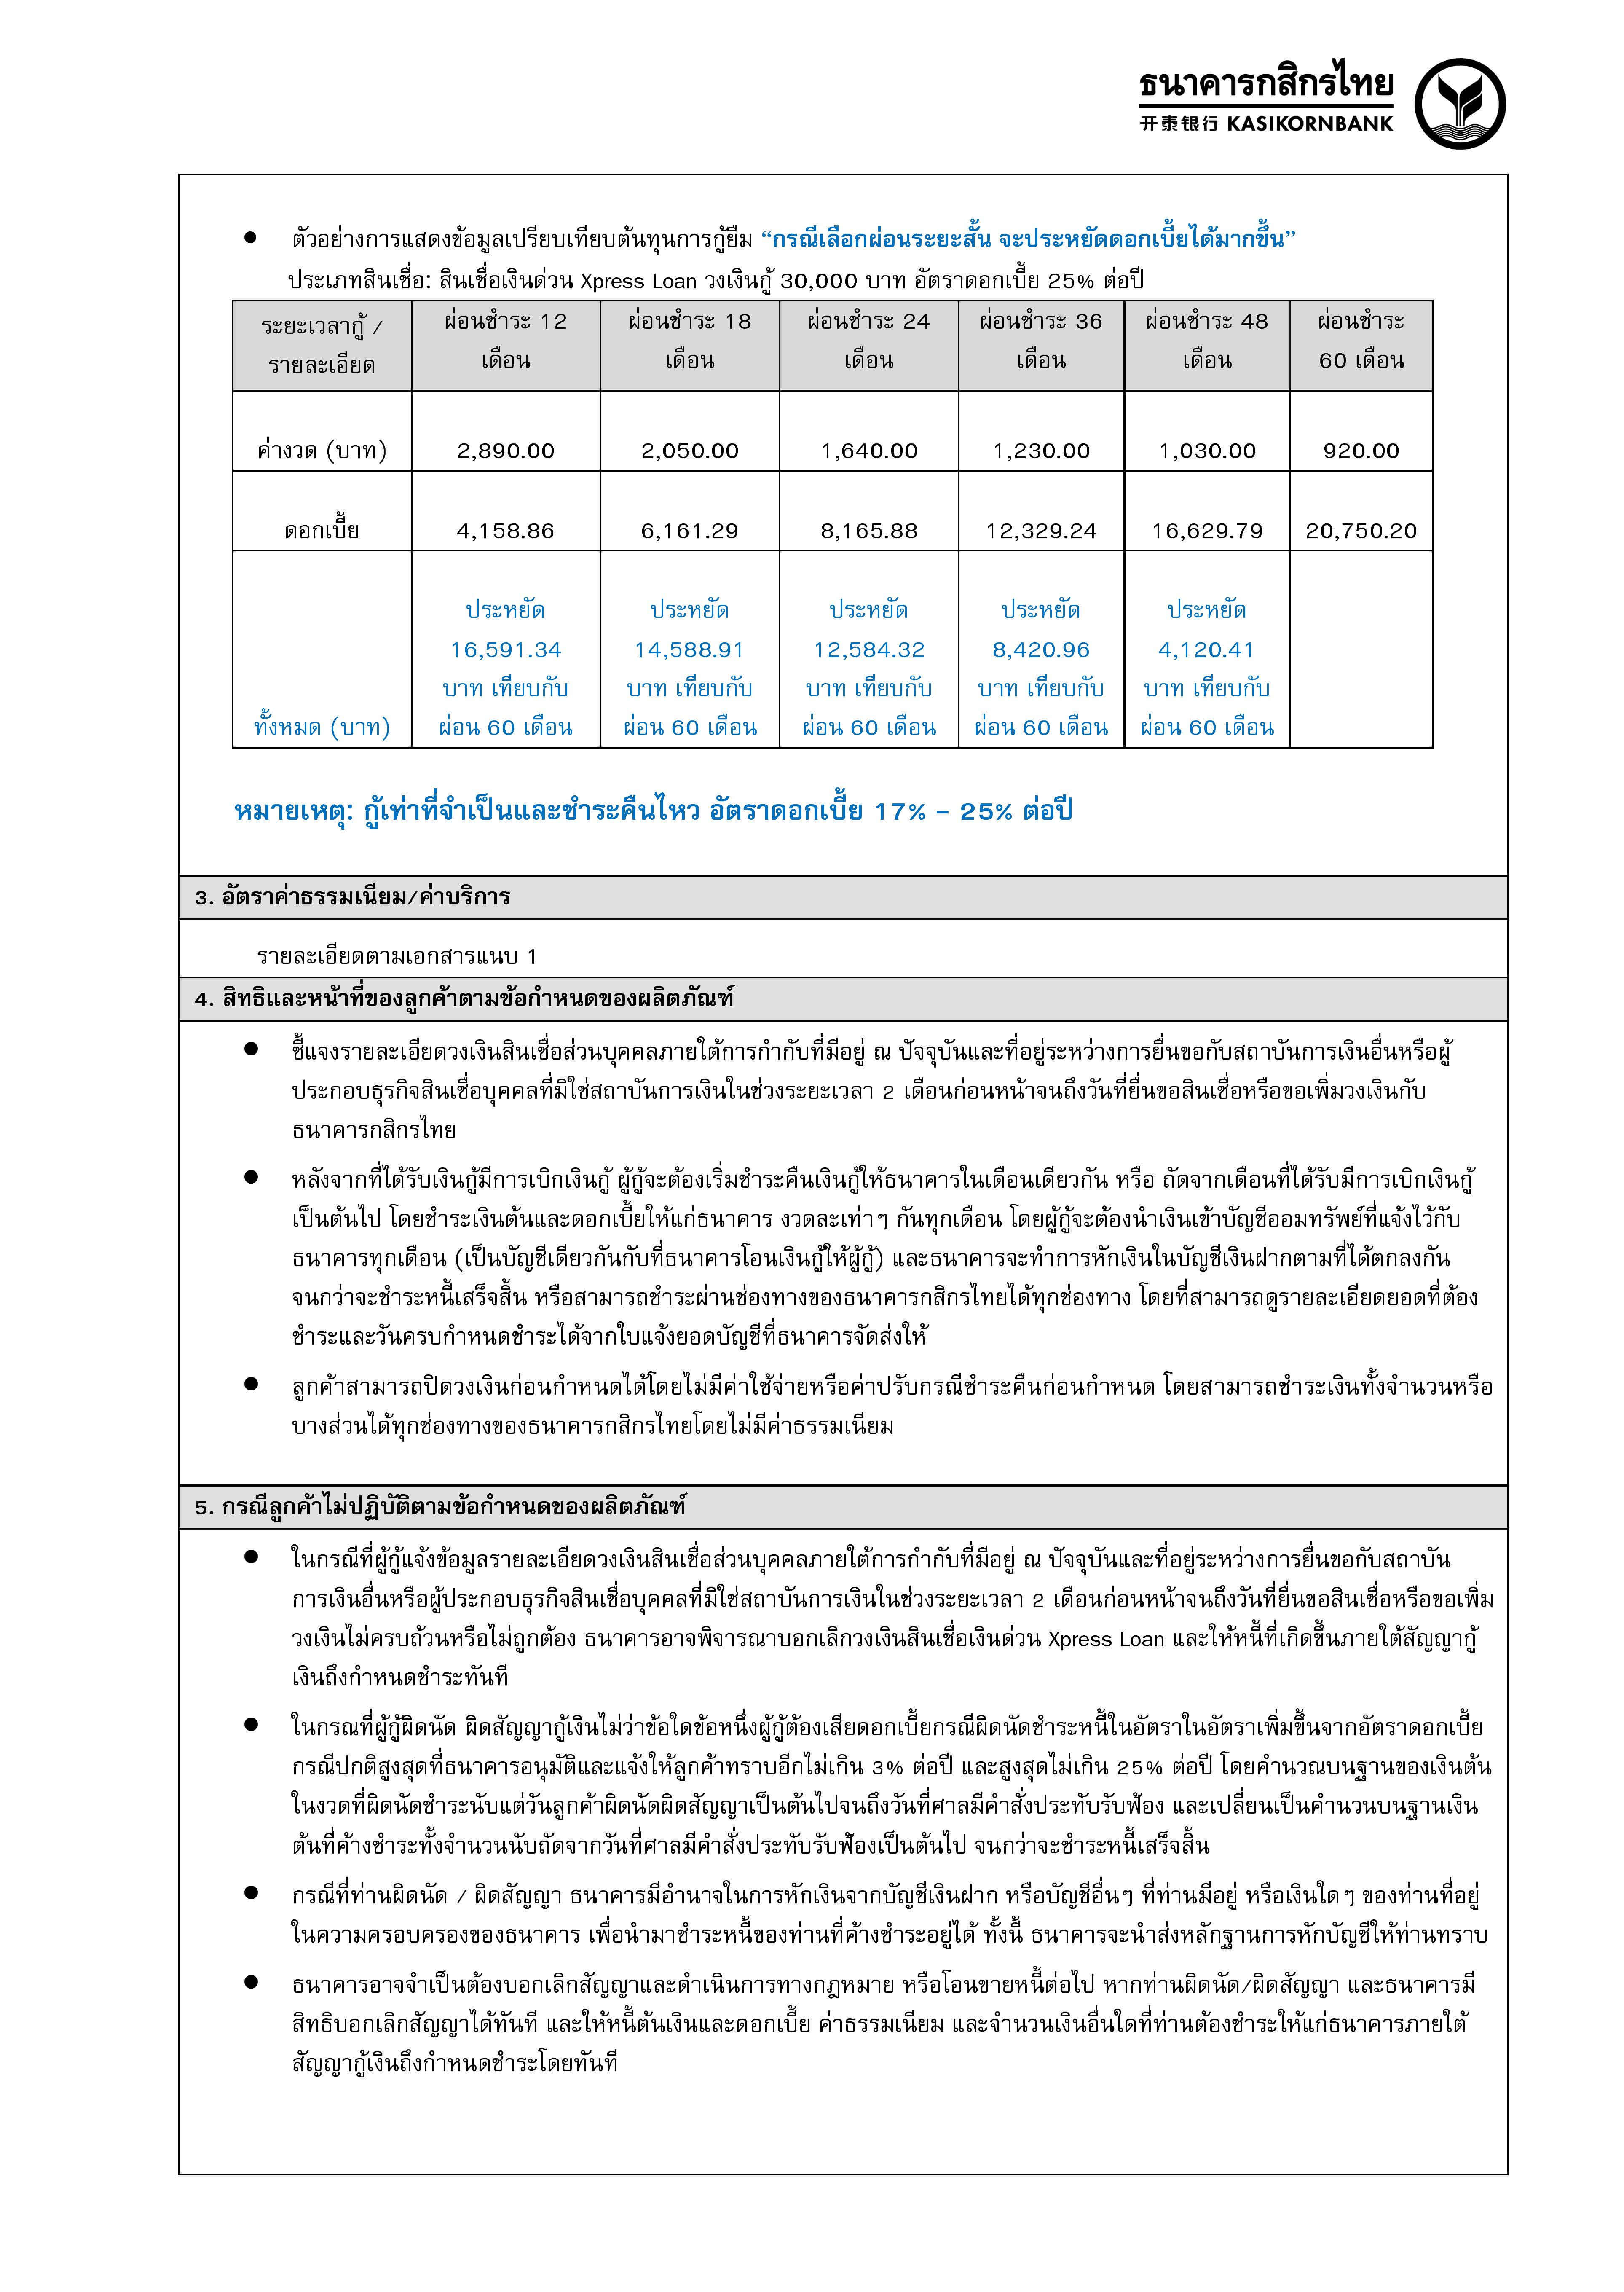 ธนาคารกสิกรไทย
开泰银行 KASIKORNBANK
● ตัวอย่างการแสดงข้อมูลเปรียบเทียบต้นทุนการกู้ยืม “กรณีเลือกผ่อนระยะสั้น จะประหยัดดอกเบี้ยได้มากขึ้น”
ประเภทสินเชื่อ: สินเชื่อเงินด่วน Xpress Loan วงเงินกู้ 30,000 บาท อัตราดอกเบี้ย 25% ต่อปี
ระยะเวลากู้ / ผ่อนชำระ 12 ผ่อนชำระ 18 ผ่อนชำระ 24 ผ่อนชำระ 36 ผ่อนชำระ 48 ผ่อนชำระ
รายละเอียด เดือน เดือน เดือน เดือน เดือน 60 เดือน
ค่างวด (บาท) 2,890.00 2,050.00 1,640.00 1,230.00 1,030.00 920.00
ดอกเบี้ย 4,158.86 6,161.29 8,165.88 12,329.24 16,629.79 20,750.20
ประหยัด ประหยัด ประหยัด ประหยัด ประหยัด
16,591.34 14,588.91 12,584.32 8,420.96 4,120.41
บาท เทียบกับ บาท เทียบกับ บาท เทียบกับ บาท เทียบกับ บาท เทียบกับ
ทั้งหมด (บาท) ผ่อน 60 เดือน ผ่อน 60 เดือน ผ่อน 60 เดือน ผ่อน 60 เดือน ผ่อน 60 เดือน
หมายเหตุ: กู้เท่าที่จำเป็นและชำระคืนไหว อัตราดอกเบี้ย 17% – 25% ต่อปี
3. อัตราค่าธรรมเนียม/ค่าบริการ
รายละเอียดตามเอกสารแนบ 1
4. สิทธิและหน้าที่ของลูกค้าตามข้อกำหนดของผลิตภัณฑ์
● ชี้แจงรายละเอียดวงเงินสินเชื่อส่วนบุคคลภายใต้การกำกับที่มีอยู่ ณ ปัจจุบันและที่อยู่ระหว่างการยื่นขอกับสถาบันการเงินอื่นหรือผู้
ประกอบธุรกิจสินเชื่อบุคคลที่มิใช่สถาบันการเงินในช่วงระยะเวลา 2 เดือนก่อนหน้าจนถึงวันที่ยื่นขอสินเชื่อหรือขอเพิ่มวงเงินกับ
ธนาคารกสิกรไทย
● หลังจากที่ได้รับเงินกู้มีการเบิกเงินกู้ ผู้กู้จะต้องเริ่มชำระคืนเงินกู้ให้ธนาคารในเดือนเดียวกัน หรือ ถัดจากเดือนที่ได้รับมีการเบิกเงินกู้
เป็นต้นไป โดยชำระเงินต้นและดอกเบี้ยให้แก่ธนาคาร งวดละเท่าๆ กันทุกเดือน โดยผู้กู้จะต้องนำเงินเข้าบัญชีออมทรัพย์ที่แจ้งไว้กับ
ธนาคารทุกเดือน (เป็นบัญชีเดียวกันกับที่ธนาคารโอนเงินกู้ให้ผู้กู้) และธนาคารจะทำการหักเงินในบัญชีเงินฝากตามที่ได้ตกลงกัน
จนกว่าจะชำระหนี้เสร็จสิ้น หรือสามารถชำระผ่านช่องทางของธนาคารกสิกรไทยได้ทุกช่องทาง โดยที่สามารถดูรายละเอียดยอดที่ต้อง
ชำระและวันครบกำหนดชำระได้จากใบแจ้งยอดบัญชีที่ธนาคารจัดส่งให้
● ลูกค้าสามารถปิดวงเงินก่อนกำหนดได้โดยไม่มีค่าใช้จ่ายหรือค่าปรับกรณีชำระคืนก่อนกำหนด โดยสามารถชำระเงินทั้งจำนวนหรือ
บางส่วนได้ทุกช่องทางของธนาคารกสิกรไทยโดยไม่มีค่าธรรมเนียม
5. กรณีลูกค้าไม่ปฏิบัติตามข้อกำหนดของผลิตภัณฑ์
● ในกรณีที่ผู้กู้แจ้งข้อมูลรายละเอียดวงเงินสินเชื่อส่วนบุคคลภายใต้การกำกับที่มีอยู่ ณ ปัจจุบันและที่อยู่ระหว่างการยื่นขอกับสถาบัน
การเงินอื่นหรือผู้ประกอบธุรกิจสินเชื่อบุคคลที่มิใช่สถาบันการเงินในช่วงระยะเวลา 2 เดือนก่อนหน้าจนถึงวันที่ยื่นขอสินเชื่อหรือขอเพิ่ม
วงเงินไม่ครบถ้วนหรือไม่ถูกต้อง ธนาคารอาจพิจารณาบอกเลิกวงเงินสินเชื่อเงินด่วน Xpress Loan และให้หนี้ที่เกิดขึ้นภายใต้สัญญากู้
เงินถึงกำหนดชำระทันที
● ในกรณที่ผู้กู้ผิดนัด ผิดสัญญากู้เงินไม่ว่าข้อใดข้อหนึ่งผู้กู้ต้องเสียดอกเบี้ยกรณีผิดนัดชำระหนี้ในอัตราในอัตราเพิ่มขึ้นจากอัตราดอกเบี้ย
กรณีปกติสูงสุดที่ธนาคารอนุมัติและแจ้งให้ลูกค้าทราบอีกไม่เกิน 3% ต่อปี และสูงสุดไม่เกิน 25% ต่อปี โดยคำนวณบนฐานของเงินต้น
ในงวดที่ผิดนัดชำระนับแต่วันลูกค้าผิดนัดผิดสัญญาเป็นต้นไปจนถึงวันที่ศาลมีคำสั่งประทับรับฟ้อง และเปลี่ยนเป็นคำนวนบนฐานเงิน
ต้นที่ค้างชำระทั้งจำนวนนับถัดจากวันที่ศาลมีคำสั่งประทับรับฟ้องเป็นต้นไป จนกว่าจะชำระหนี้เสร็จสิ้น
● กรณีที่ท่านผิดนัด / ผิดสัญญา ธนาคารมีอำนาจในการหักเงินจากบัญชีเงินฝาก หรือบัญชีอื่นๆ ที่ท่านมีอยู่ หรือเงินใดๆ ของท่านที่อยู่
ในความครอบครองของธนาคาร เพื่อนำมาชำระหนี้ของท่านที่ค้างชำระอยู่ได้ ทั้งนี้ ธนาคารจะนำส่งหลักฐานการหักบัญชีให้ท่านทราบ
● ธนาคารอาจจำเป็นต้องบอกเลิกสัญญาและดำเนินการทางกฎหมาย หรือโอนขายหนี้ต่อไป หากท่านผิดนัด/ผิดสัญญา และธนาคารมี
สิทธิบอกเลิกสัญญาได้ทันที และให้หนี้ต้นเงินและดอกเบี้ย ค่าธรรมเนียม และจำนวนเงินอื่นใดที่ท่านต้องชำระให้แก่ธนาคารภายใต้
สัญญากู้เงินถึงกำหนดชำระโดยทันที